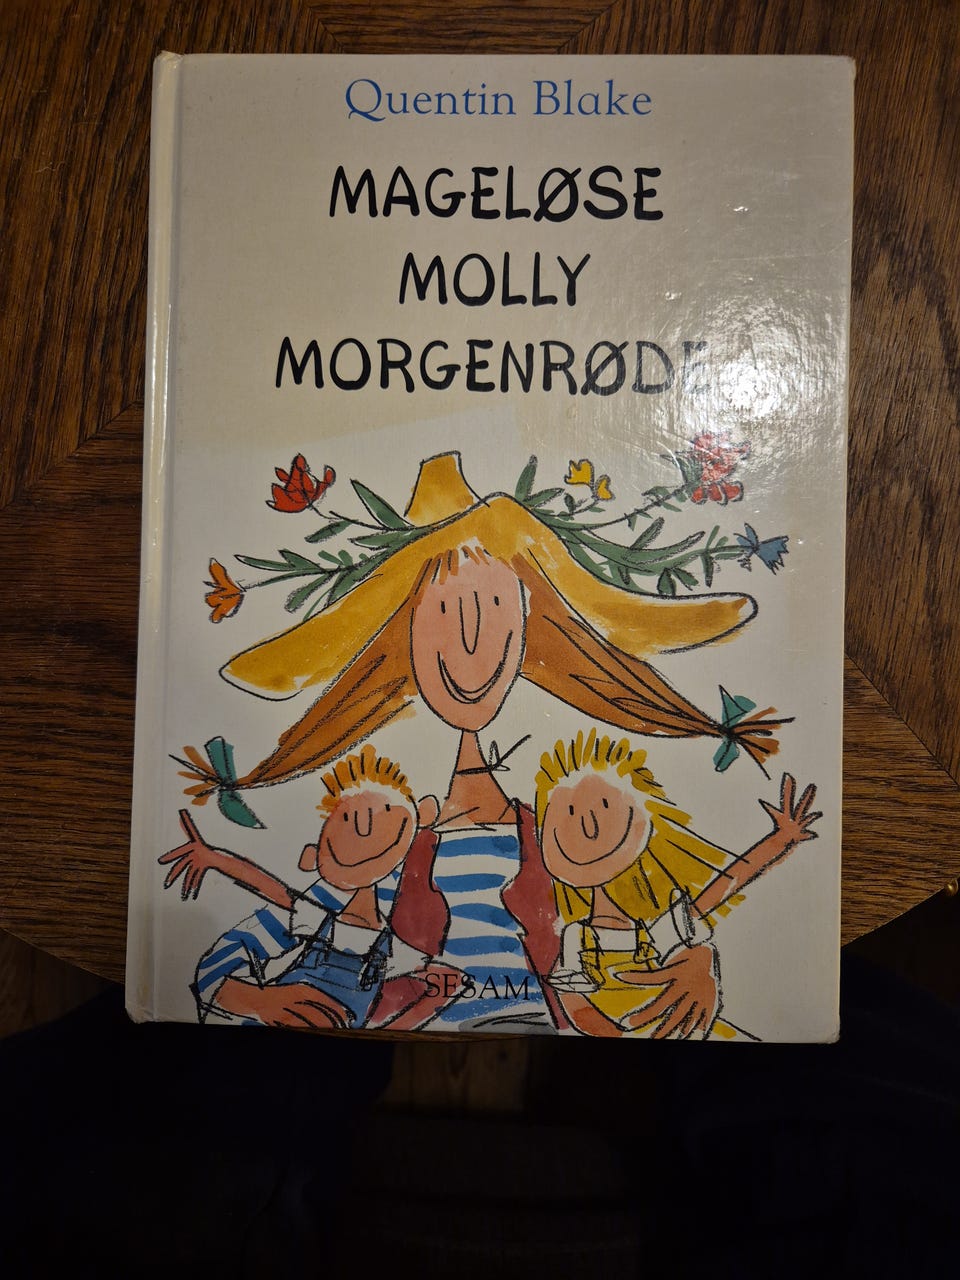 Quentin Blake
MAGELØSE
MOLLY
MORGENRØDE
SESAM